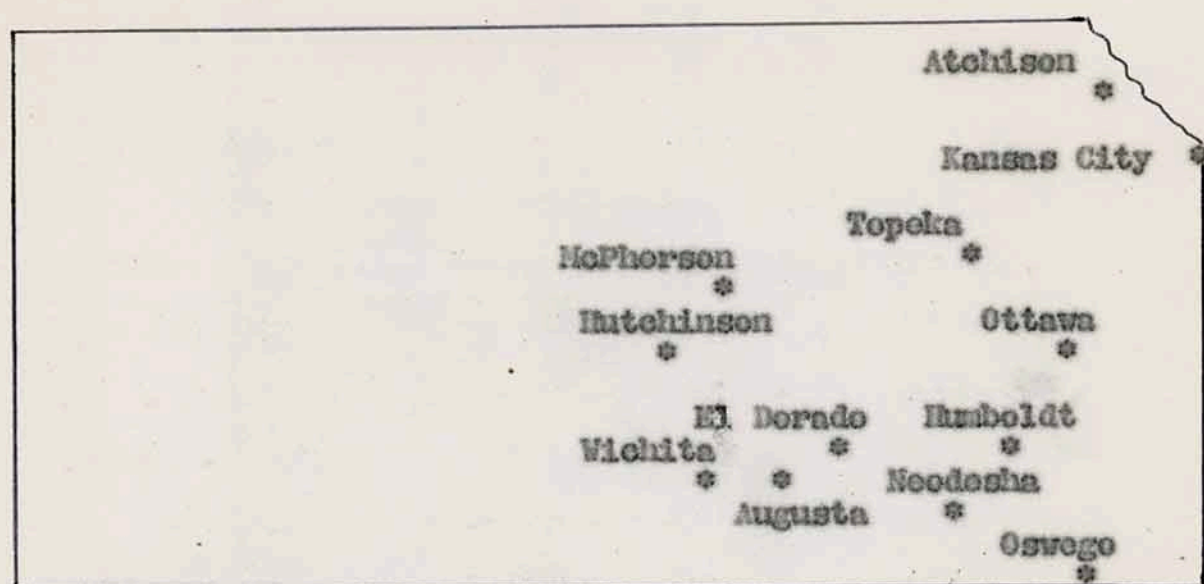 Atchison
Kansas City
Topeka
McPherson
Hutchinson
Ottawa
El Dorado
Humboldt
Wichita
Neodesha
Augusta
Oswego